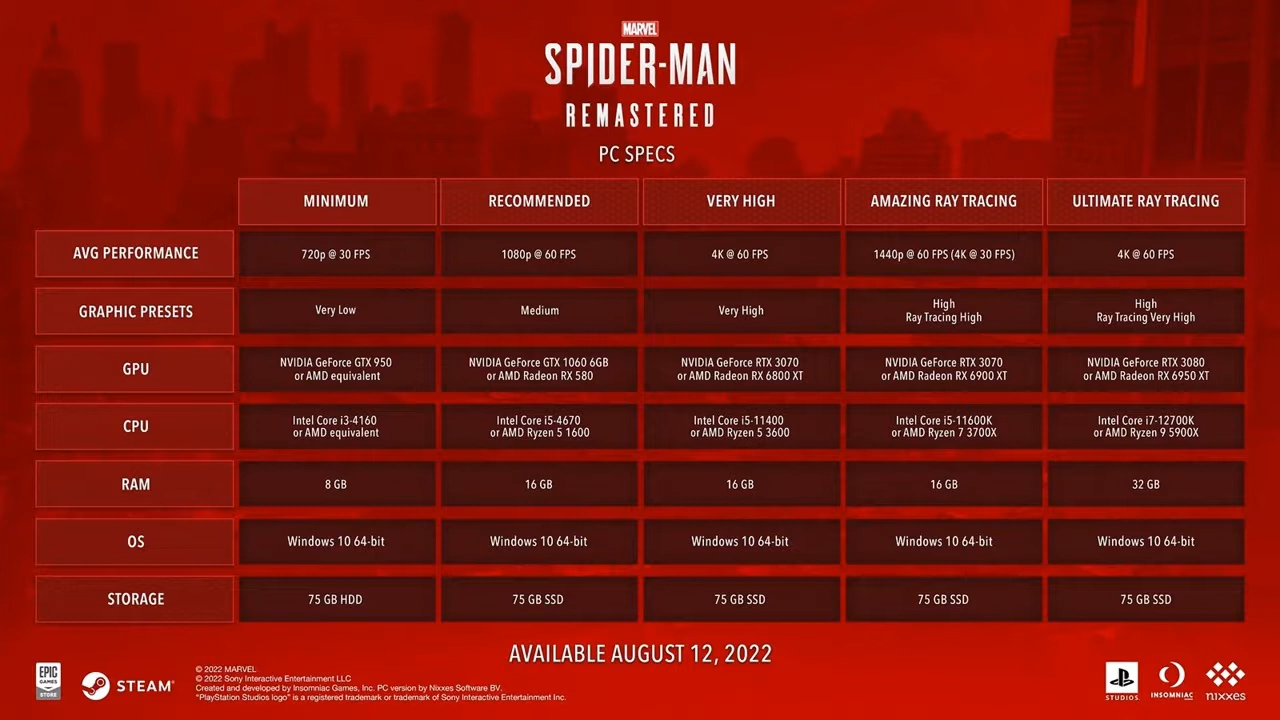 MARVEL
SPIDER-MAN
REMASTERED
PC SPECS
MINIMUM RECOMMENDED VERY HIGH AMAZING RAY TRACING ULTIMATE RAY TRACING
AVG PERFORMANCE 720p @ 30 FPS 1080p @ 60 FPS 4K @ 60 FPS 1440p @ 60 FPS (4K @ 30 FPS) 4K @ 60 FPS
GRAPHIC PRESETS Very Low Medium Very High High Ray Tracing High High Ray Tracing Very High
GPU NVIDIA GeForce GTX 950 or AMD equivalent NVIDIA GeForce GTX 1060 6GB or AMD Radeon RX 580 NVIDIA GeForce RTX 3070 or AMD Radeon RX 6800 XT NVIDIA GeForce RTX 3070 or AMD Radeon RX 6900 XT NVIDIA GeForce RTX 3080 or AMD Radeon RX 6950 XT
CPU Intel Core i3-4160 or AMD equivalent Intel Core i5-4670 or AMD Ryzen 5 1600 Intel Core i5-11400 or AMD Ryzen 5 3600 Intel Core i5-11600K or AMD Ryzen 7 3700X Intel Core i7-12700K or AMD Ryzen 9 5900X
RAM 8 GB 16 GB 16 GB 16 GB 32 GB
OS Windows 10 64-bit Windows 10 64-bit Windows 10 64-bit Windows 10 64-bit Windows 10 64-bit
STORAGE 75 GB HDD 75 GB SSD 75 GB SSD 75 GB SSD 75 GB SSD
AVAILABLE AUGUST 12, 2022
EPIC
GAMES
STORE
STEAM
© 2022 MARVEL
© 2022 Sony Interactive Entertainment LLC
Created and developed by Insomniac Games, Inc. PC version by Nixxes Software BV.
"PlayStation Studios logo" is a registered trademark or trademark of Sony Interactive Entertainment Inc.
STUDIOS
INSOMNIAC
nixxes